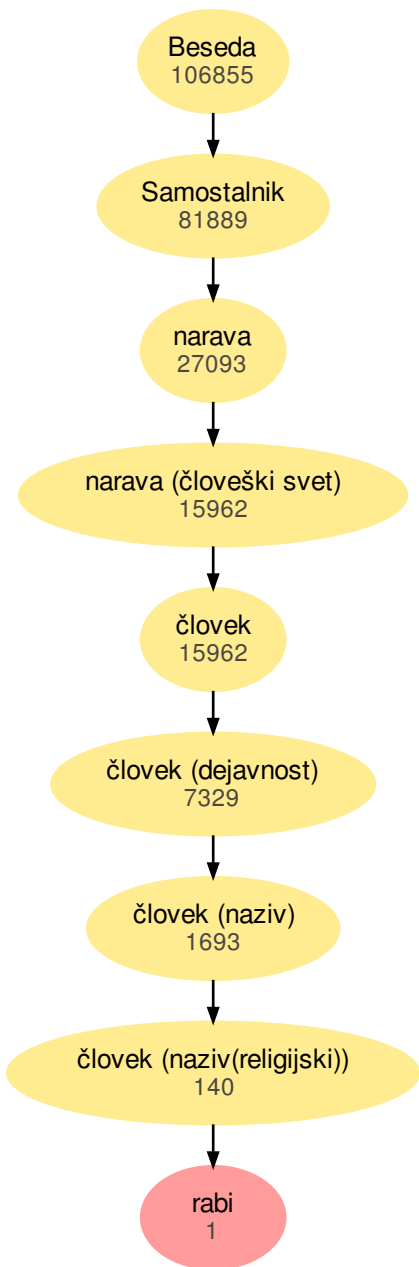 Beseda
106855
Samostalnik
81889
narava
27093
narava (človeški svet)
15962
človek
15962
človek (dejavnost)
7329
človek (naziv)
1693
človek (naziv(religijski))
140
rabi
1